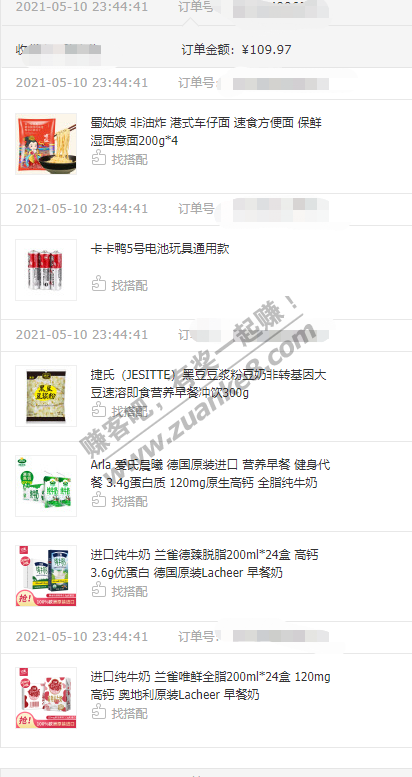 2021-05-10 23:44:41 订单号
订单金额：¥109.97
2021-05-10 23:44:41 订单号
蜀姑娘 非油炸 港式车仔面 速食方便面 保鲜
湿面意面200g*4
找搭配
2021-05-10 23:44:41 订单号
卡卡鸭5号电池玩具通用款
找搭配
2021-05-10 23:44:41 订
捷氏（JESITTE）黑豆豆浆粉豆奶非转基因大
豆速溶即食营养早餐冲饮300g
找搭配
Arla 爱氏晨曦 德国原装进口 营养早餐 健身代
餐 3.4g蛋白质 120mg原生高钙 全脂纯牛奶
找搭配
进口纯牛奶 兰雀德臻脱脂200ml*24盒 高钙
3.6g优蛋白 德国原装Lacheer 早餐奶
找搭配
抢!
2021-05-10 23:44:41 订单号
进口纯牛奶 兰雀唯鲜全脂200ml*24盒 120mg
高钙 奥地利原装Lacheer 早餐奶
找搭配
抢!
赚客吧，有奖一起赚！
www.zuanke8.com